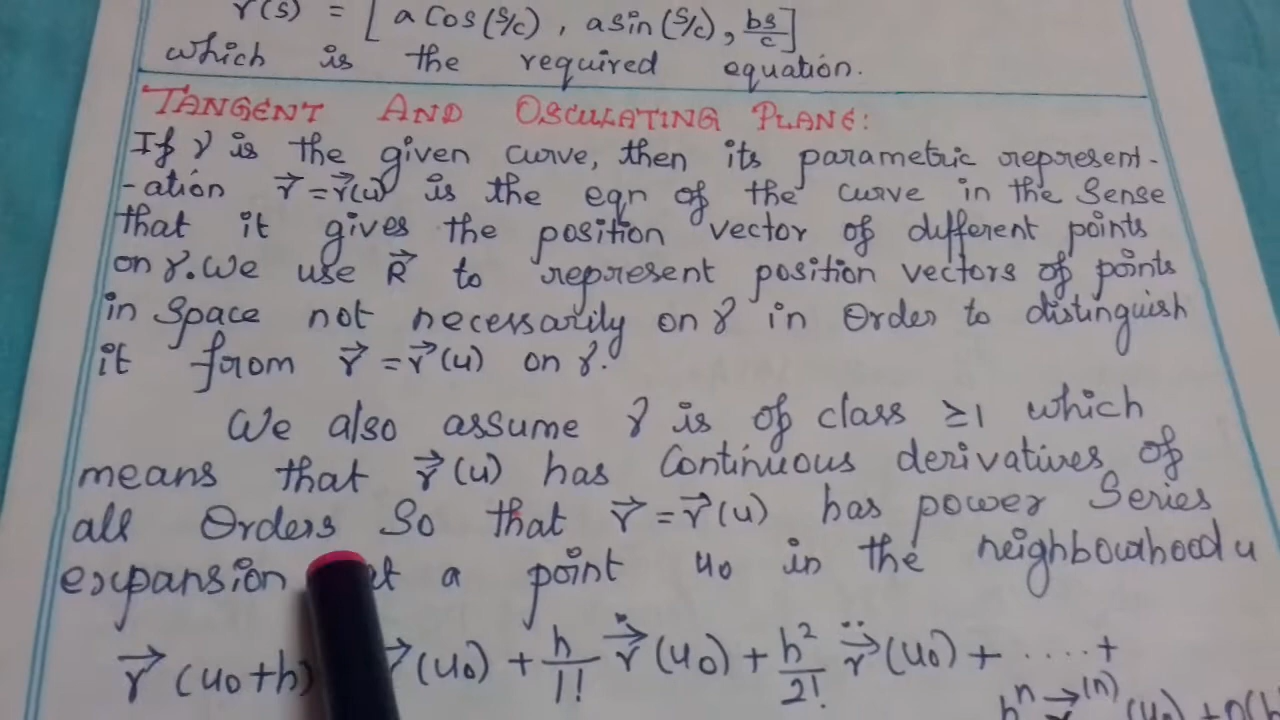 r(s) = [a cos(s/c), a sin(s/c), bs/c]
which is the required equation.
TANGENT AND OSCULATING PLANE:
If γ is the given curve, then its parametric represent-
-ation r⃗ = r⃗(u) is the eqn of the curve in the Sense
that it gives the position vector of different points
on γ. We use R⃗ to represent position vectors of points
in Space not necessarily on γ in Order to distinguish
it from r⃗ = r⃗(u) on γ.
We also assume γ is of class ≥1 which
means that r⃗(u) has Continuous derivatives of
all Orders So that r⃗ = r⃗(u) has power Series
expansion at a point u₀ in the neighbourhood u
r⃗(u₀+h) r⃗(u₀) + h/1! ṙ⃗(u₀) + h²/2! r̈⃗(u₀) + ..... +
hⁿ r⃗⁽ⁿ⁾(u₀)